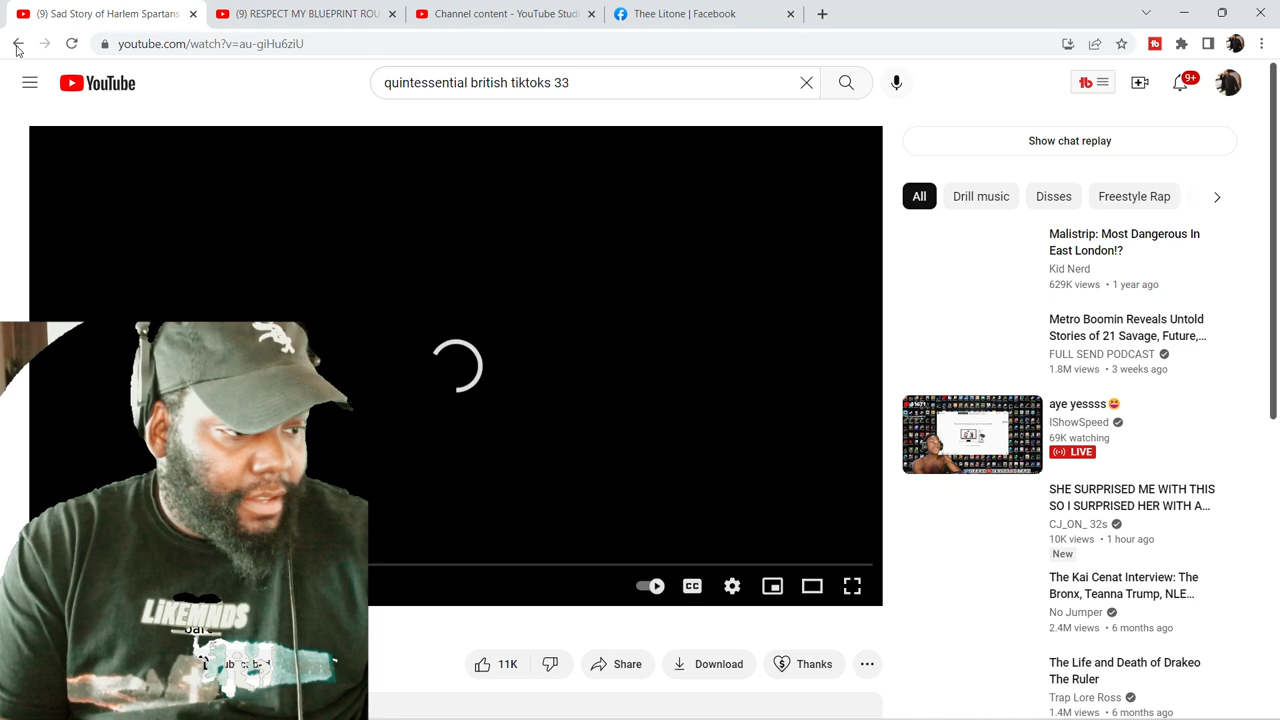 (9) Sad Story of Harlem Spartans
(9) RESPECT MY BLUEPRINT ROU
Channel content - YouTube Stud
Thee Litone | Facebook
youtube.com/watch?v=au-giHu6ziU
YouTube
quintessential british tiktoks 33
9+
Show chat replay
All
Drill music
Disses
Freestyle Rap
Malistrip: Most Dangerous In
East London!?
Kid Nerd
629K views • 1 year ago
Metro Boomin Reveals Untold
Stories of 21 Savage, Future,...
FULL SEND PODCAST
1.8M views • 3 weeks ago
aye yessss
IShowSpeed
69K watching
LIVE
SHE SURPRISED ME WITH THIS
SO I SURPRISED HER WITH A...
CJ_ON_ 32s
10K views • 1 hour ago
New
The Kai Cenat Interview: The
Bronx, Teanna Trump, NLE...
No Jumper
2.4M views • 6 months ago
The Life and Death of Drakeo
The Ruler
Trap Lore Ross
1.4M views • 6 months ago
CC
11K
Share
Download
Thanks
LIKEMNDS